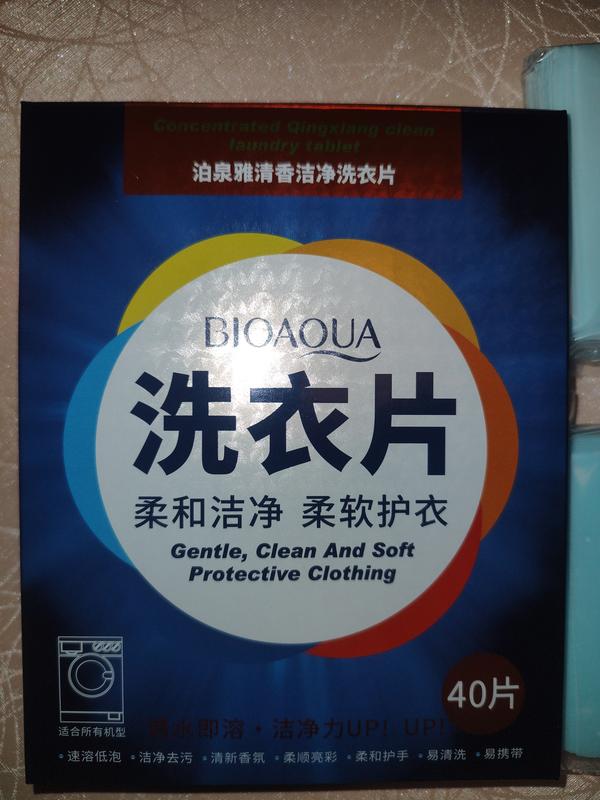 Concentrated Qingxiang clean
laundry tablet
泊泉雅清香洁净洗衣片
BIOAQUA
洗衣片
柔和洁净 柔软护衣
Gentle, Clean And Soft
Protective Clothing
40片
适合所有机型
遇水即溶·洁净力UP! UP!
·速溶低泡 ·洁净去污 ·清新香氛 ·柔顺亮彩 ·柔和护手 ·易清洗 ·易携带